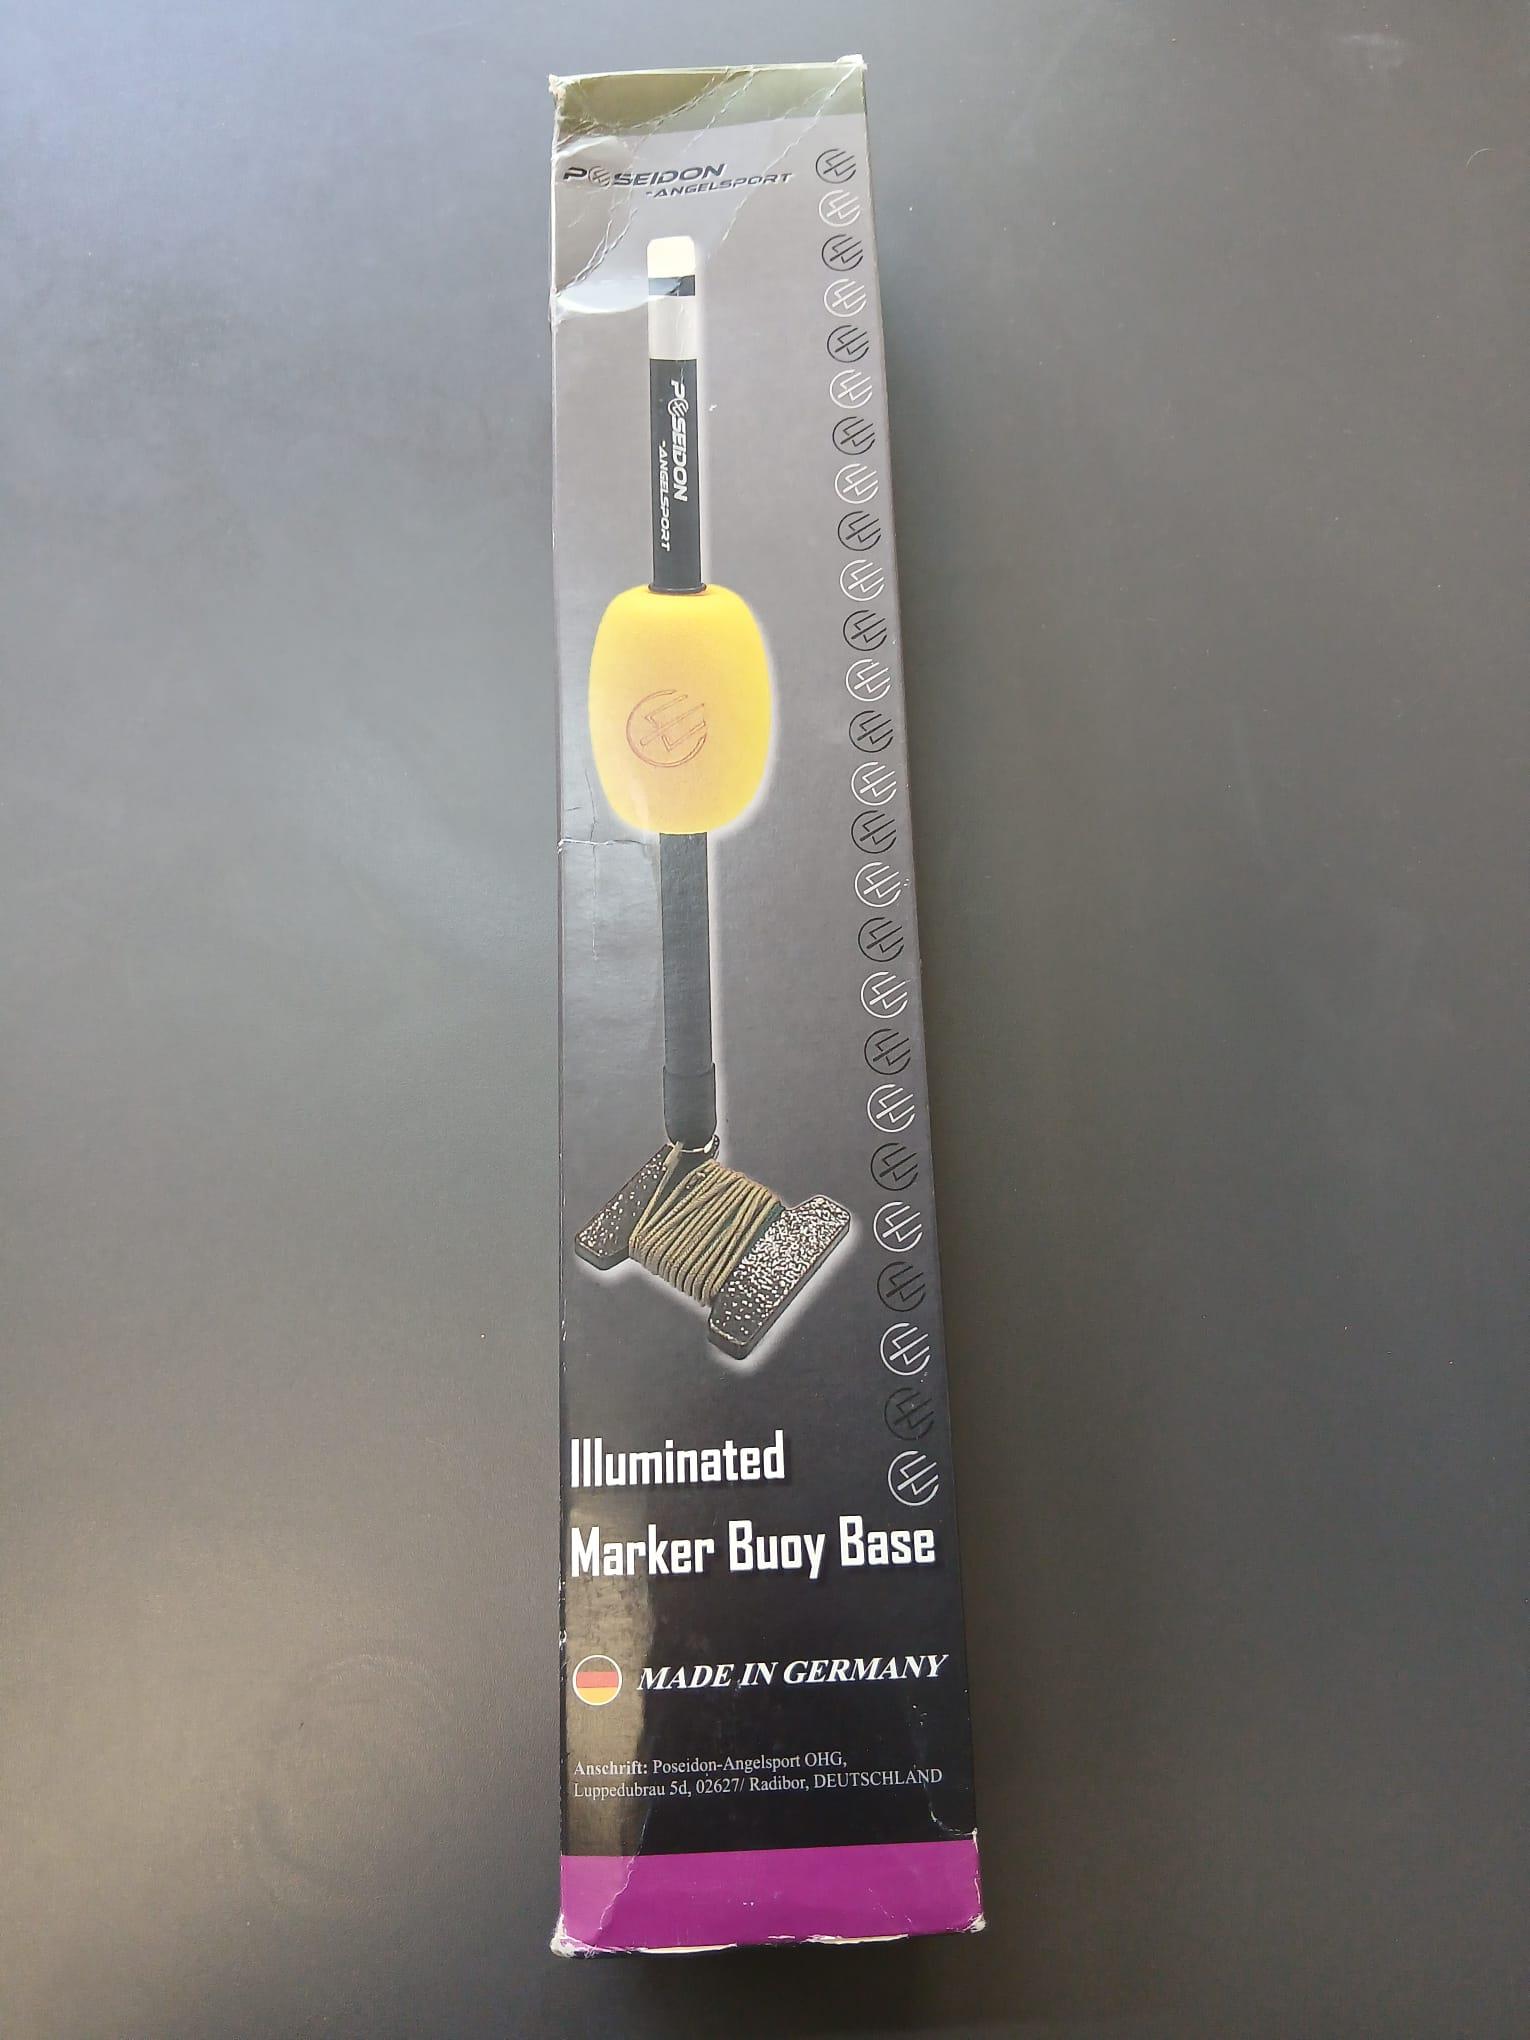 POSEIDON
-ANGELSPORT
POSEIDON
-ANGELSPORT
Illuminated
Marker Buoy Base
MADE IN GERMANY
Anschrift: Poseidon-Angelsport OHG,
Luppedubrau 5d, 02627/ Radibor, DEUTSCHLAND